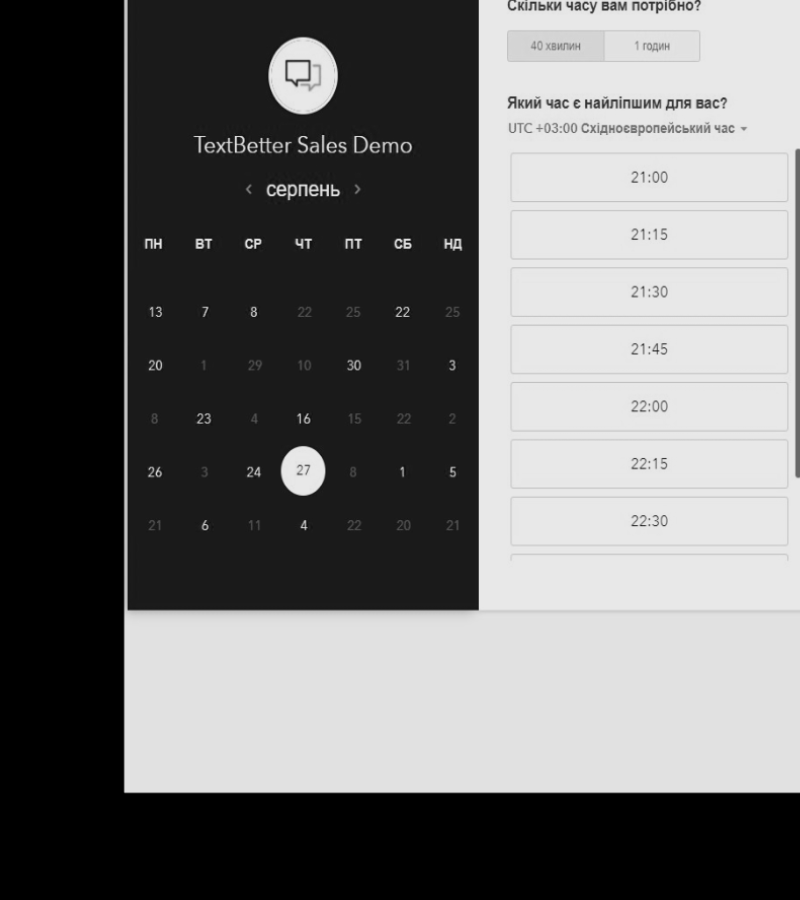 TextBetter Sales Demo
‹ серпень ›
ПН ВТ СР ЧТ ПТ СБ НД
13 7 8 22 25 22 25
20 1 29 10 30 31 3
8 23 4 16 15 22 2
26 3 24 27 8 1 5
21 6 11 4 22 20 21
Скільки часу вам потрібно?
40 хвилин 1 годин
Який час є найліпшим для вас?
UTC +03:00 Східноєвропейський час
21:00
21:15
21:30
21:45
22:00
22:15
22:30